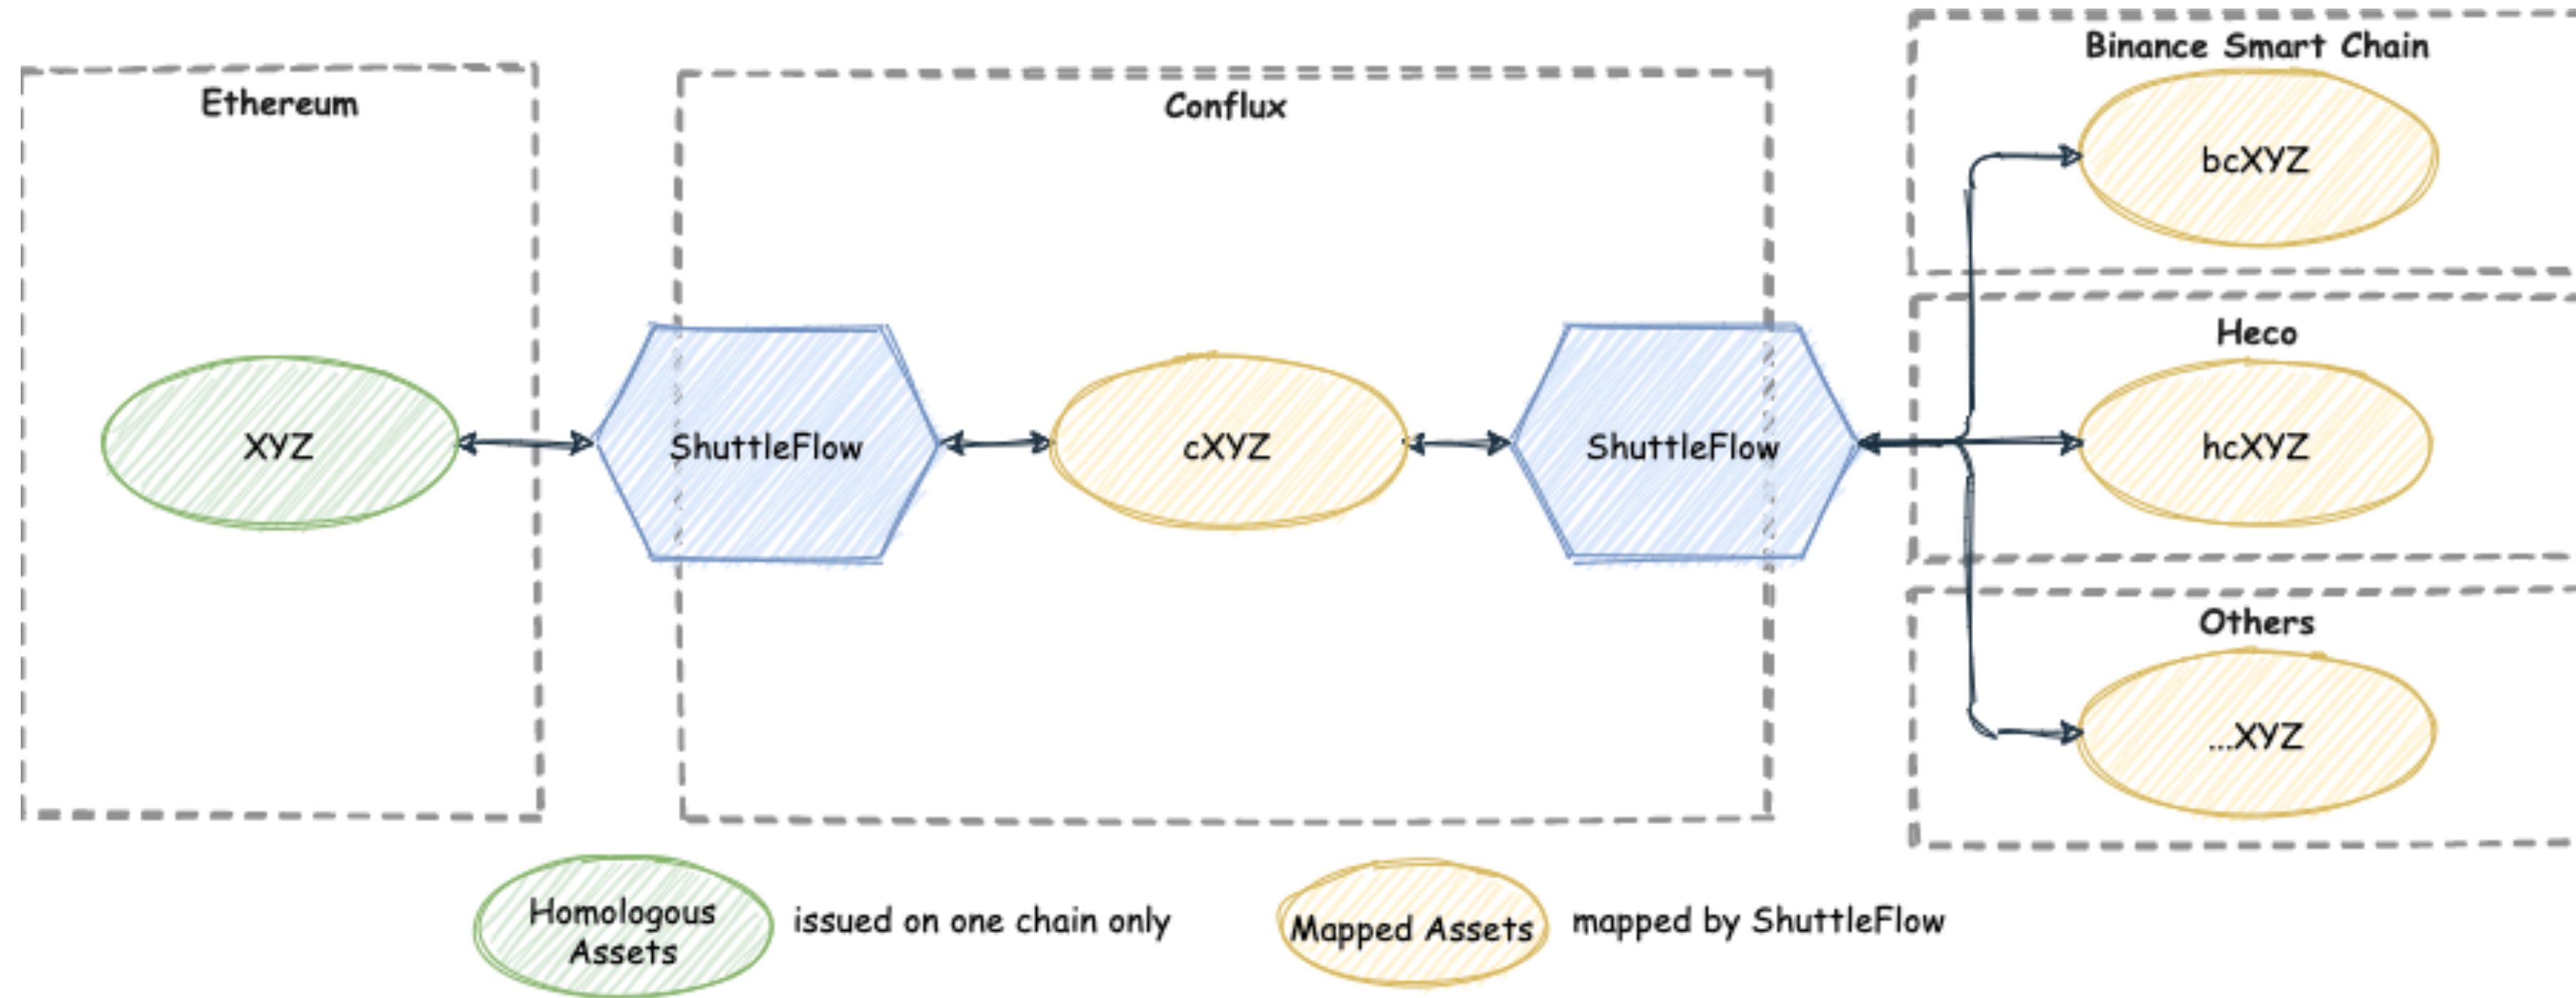 Ethereum
Conflux
Binance Smart Chain
bcXYZ
Heco
XYZ
ShuttleFlow
cXYZ
ShuttleFlow
hcXYZ
Others
...XYZ
Homologous
Assets
issued on one chain only
Mapped Assets
mapped by ShuttleFlow